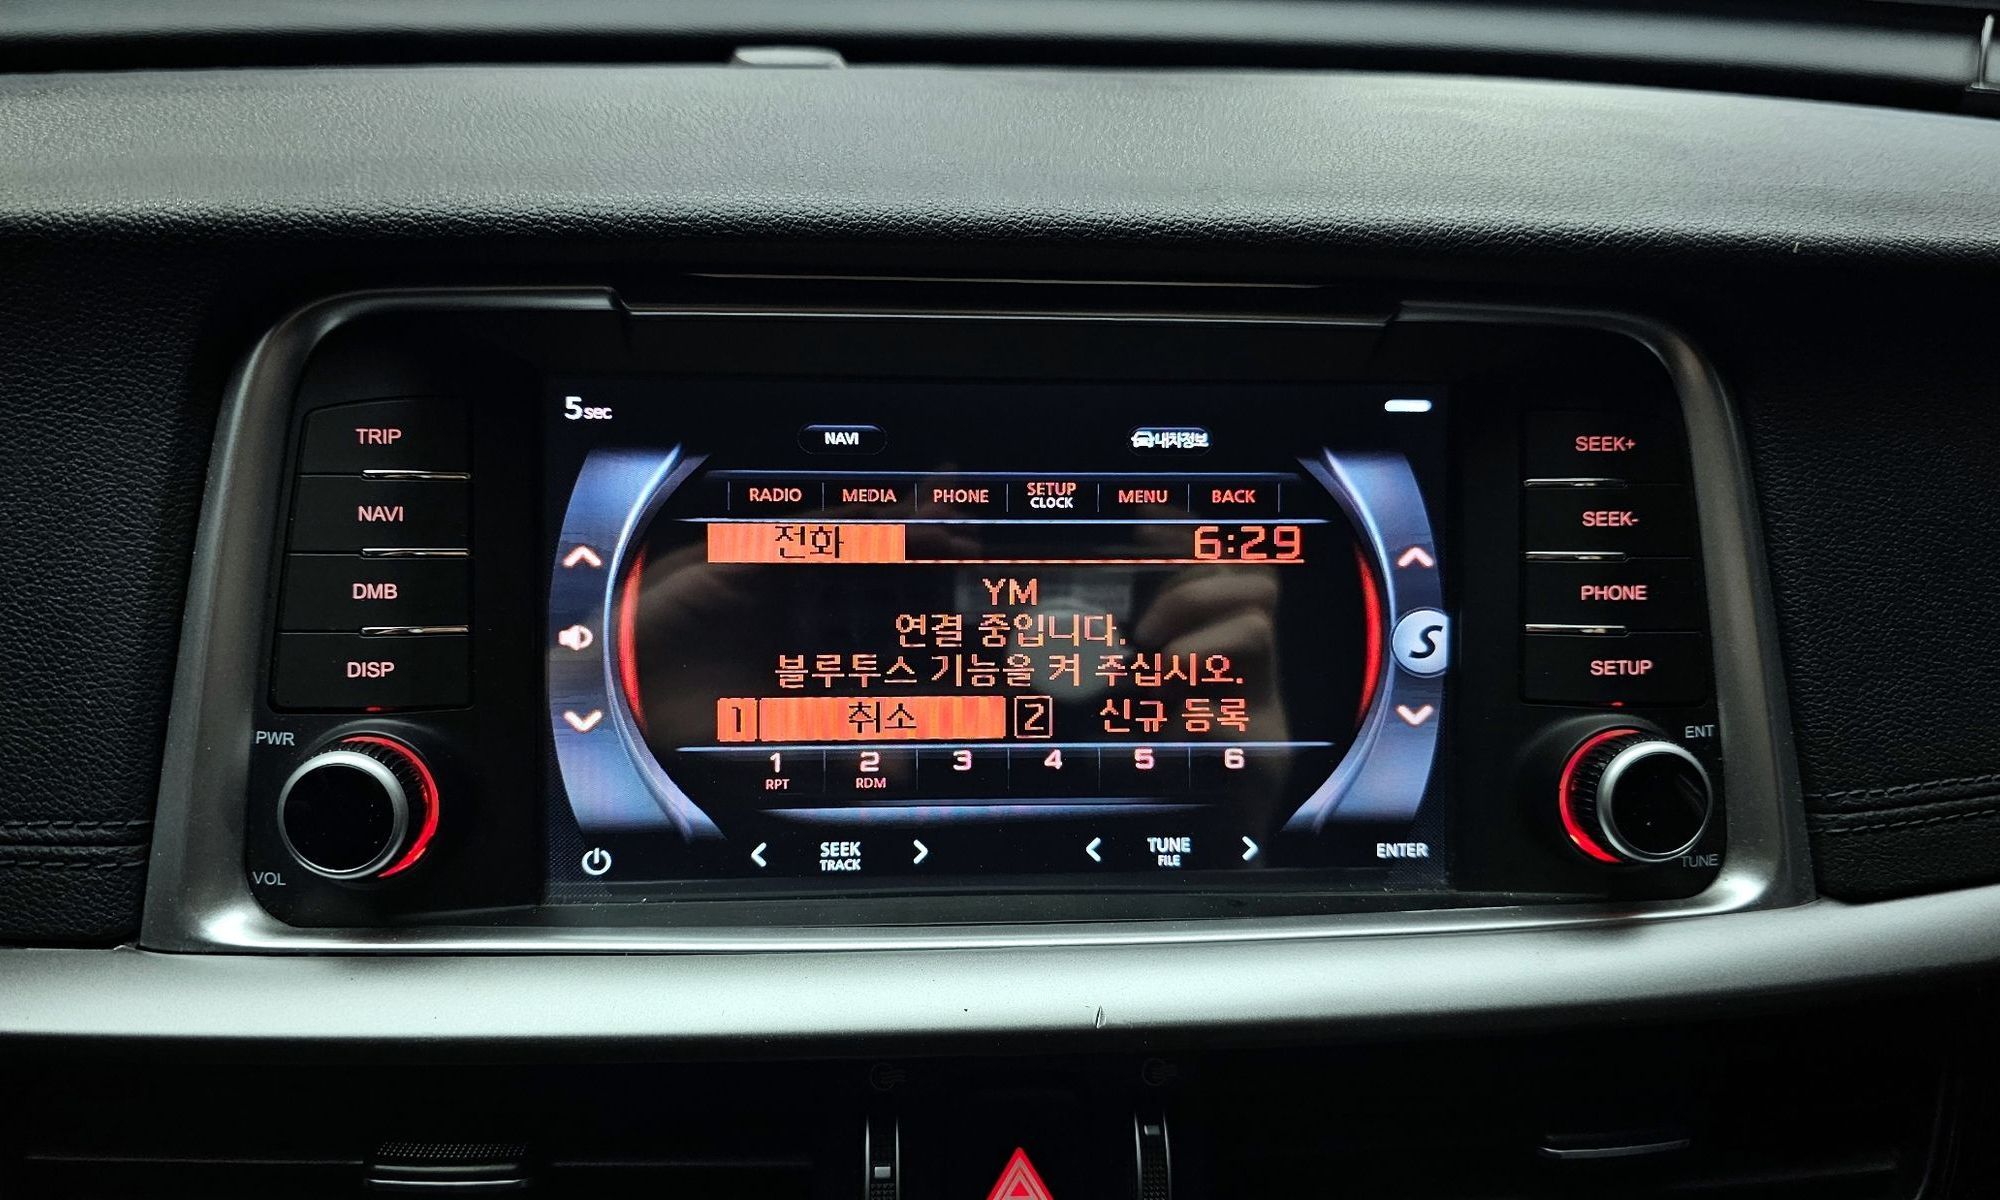 TRIP
NAVI
DMB
DISP
PWR
VOL
5sec
NAVI
내차정보
RADIO MEDIA PHONE SETUP CLOCK MENU BACK
전화 6:29
YM
연결 중입니다.
블루투스 기능을 켜 주십시오.
1 취소 2 신규 등록
1 2 3 4 5 6
RPT RDM
SEEK TRACK
TUNE FILE
ENTER
S
SEEK+
SEEK-
PHONE
SETUP
ENT
TUNE